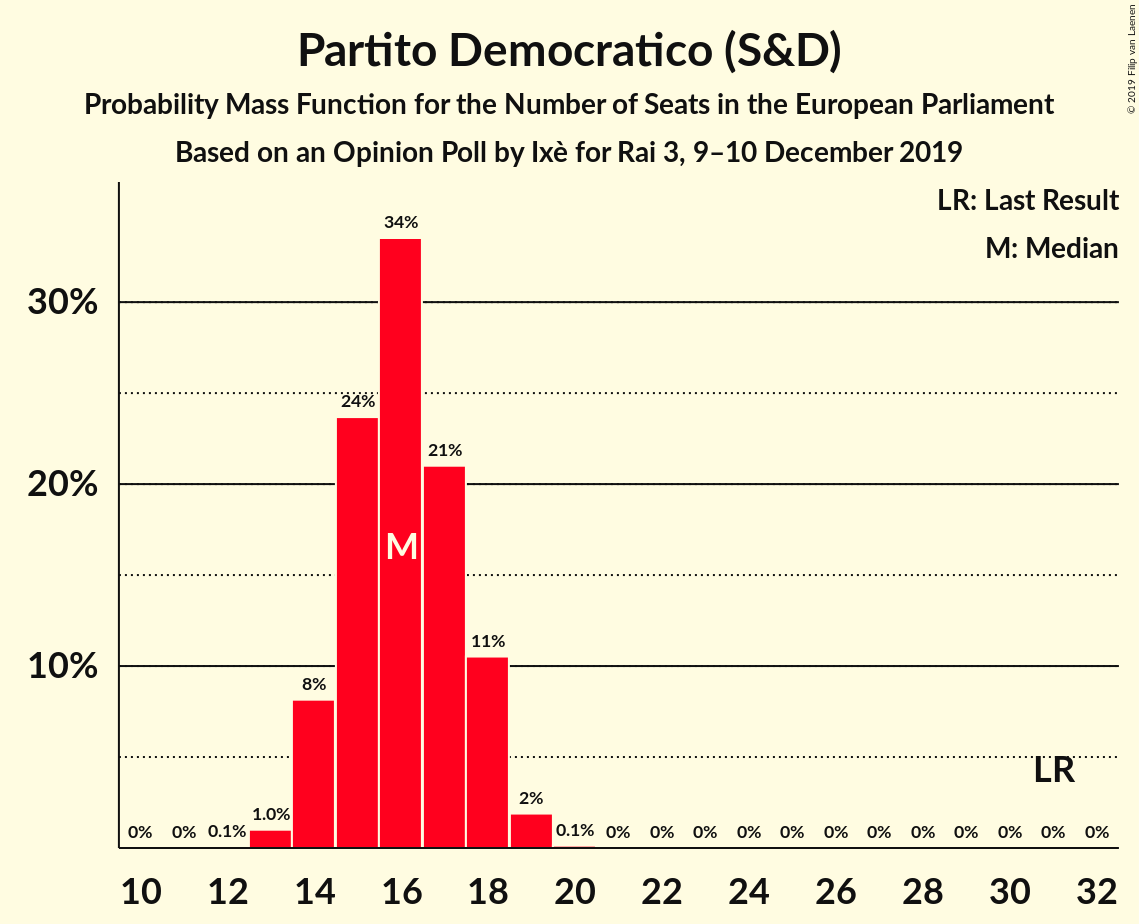 Partito Democratico (S&D)
Probability Mass Function for the Number of Seats in the European Parliament
Based on an Opinion Poll by Ixè for Rai 3, 9–10 December 2019
© 2019 Filip van Laenen
LR: Last Result
M: Median
30%
20%
10%
0% 0% 0.1% 1.0% 8% 24% 34% 21% 11% 2% 0.1% 0% 0% 0% 0% 0% 0% 0% 0% 0% 0% 0% 0%
M
LR
10 12 14 16 18 20 22 24 26 28 30 32